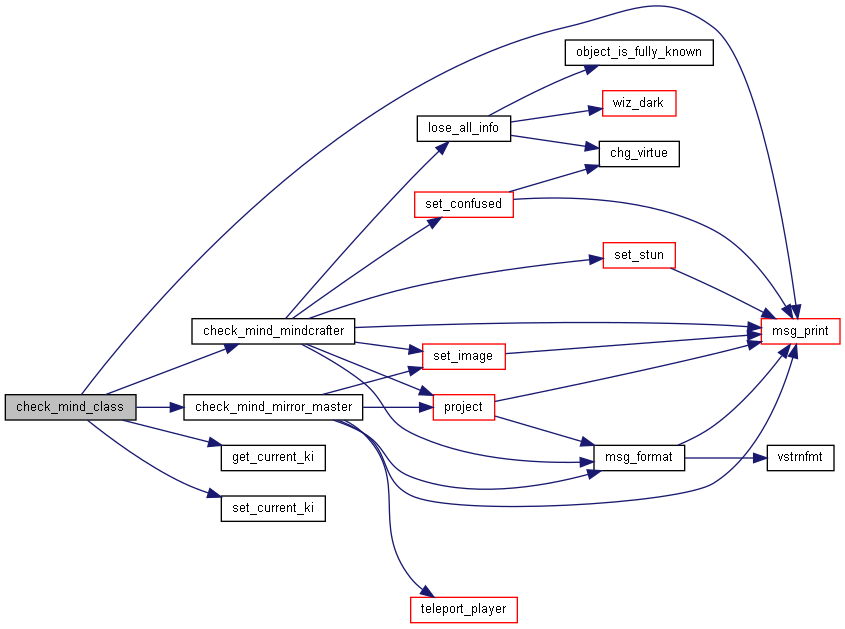 object_is_fully_known
wiz_dark
lose_all_info
chg_virtue
set_confused
set_stun
check_mind_mindcrafter
msg_print
set_image
check_mind_class
check_mind_mirror_master
project
get_current_ki
msg_format
vstrnfmt
set_current_ki
teleport_player